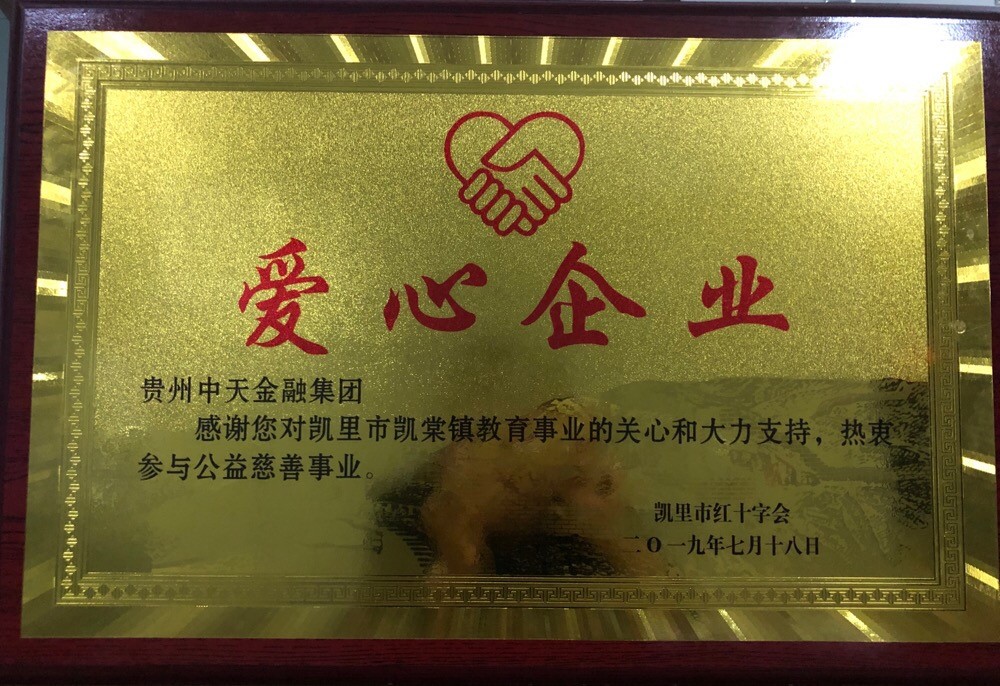 爱心企业
贵州中天金融集团
感谢您对凯里市凯棠镇教育事业的关心和大力支持，热衷
参与公益慈善事业。
凯里市红十字会
二O一九年七月十八日